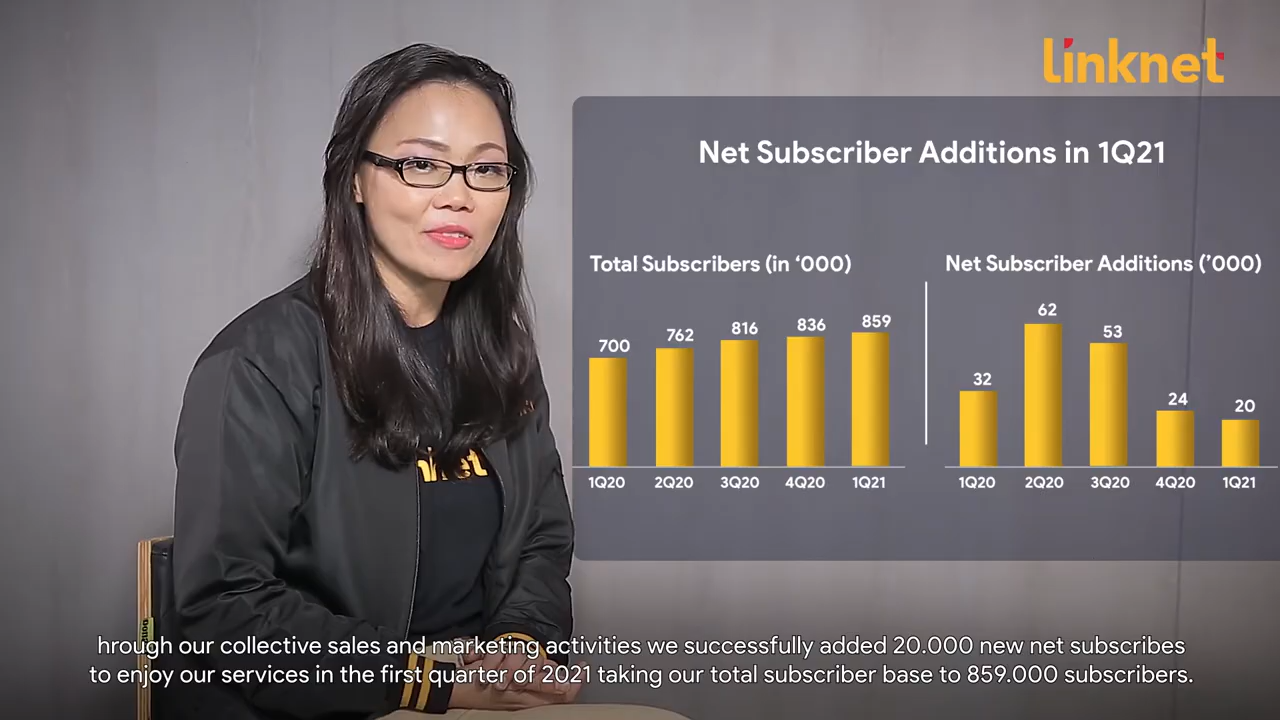 linknet
Net Subscriber Additions in 1Q21
Total Subscribers (in ‘000)
700 762 816 836 859
1Q20 2Q20 3Q20 4Q20 1Q21
Net Subscriber Additions (’000)
32 62 53 24 20
1Q20 2Q20 3Q20 4Q20 1Q21
hrough our collective sales and marketing activities we successfully added 20.000 new net subscribes
to enjoy our services in the first quarter of 2021 taking our total subscriber base to 859.000 subscribers.